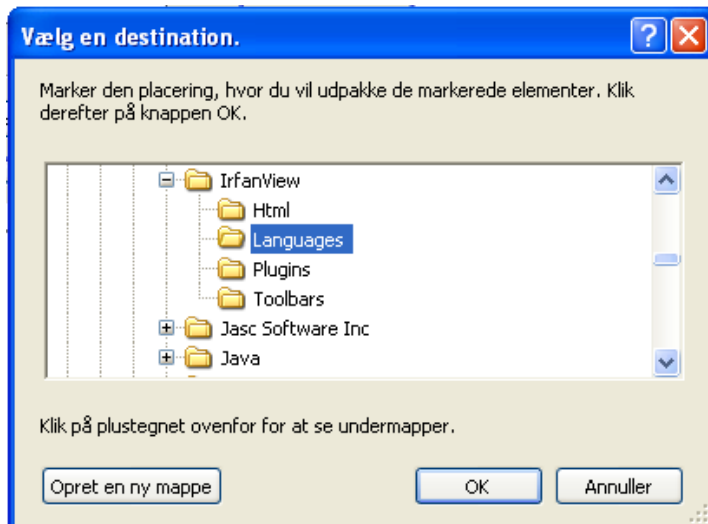 Vælg en destination.
Marker den placering, hvor du vil udpakke de markerede elementer. Klik
derefter på knappen OK.
IrfanView
Html
Languages
Plugins
Toolbars
Jasc Software Inc
Java
Klik på plustegnet ovenfor for at se undermapper.
Opret en ny mappe
OK
Annuller